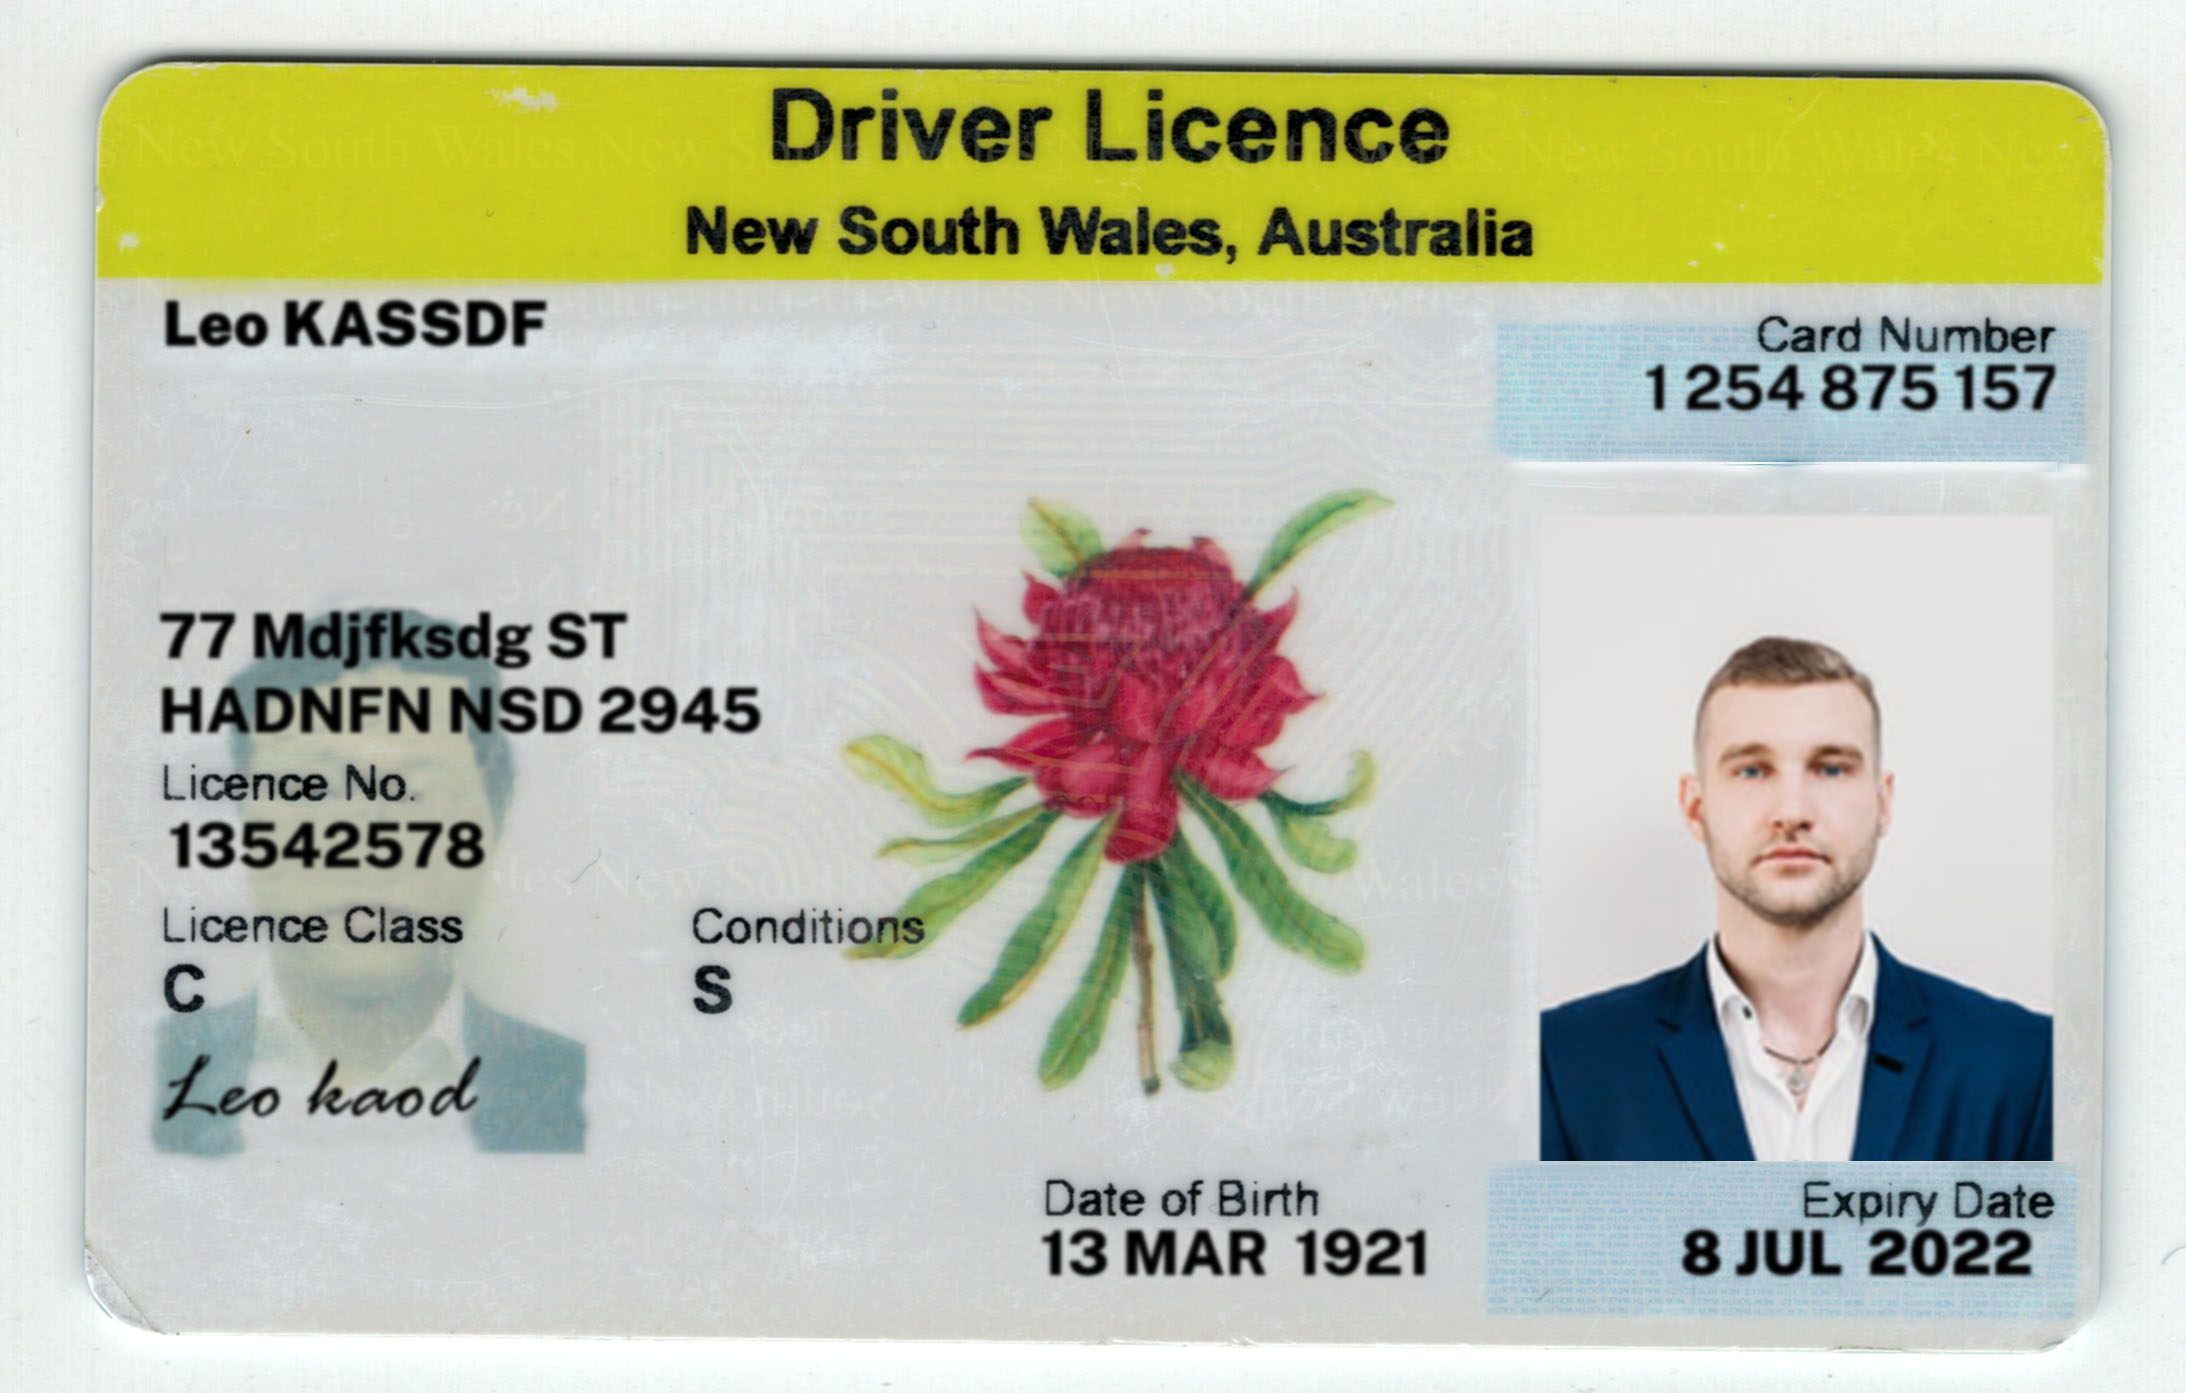 Driver Licence
New South Wales, Australia
Leo KASSDF
Card Number
1 254 875 157
77 Mdjfksdg ST
HADNFN NSD 2945
Licence No.
13542578
Licence Class
C
Conditions
S
Leo kaod
Date of Birth
13 MAR 1921
Expiry Date
8 JUL 2022